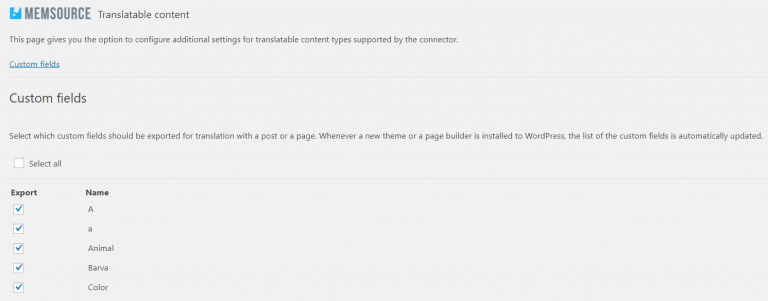 MEMSOURCE Translatable content
This page gives you the option to configure additional settings for translatable content types supported by the connector.
Custom fields
Custom fields
Select which custom fields should be exported for translation with a post or a page. Whenever a new theme or a page builder is installed to WordPress, the list of the custom fields is automatically updated.
Select all
Export Name
A
a
Animal
Barva
Color